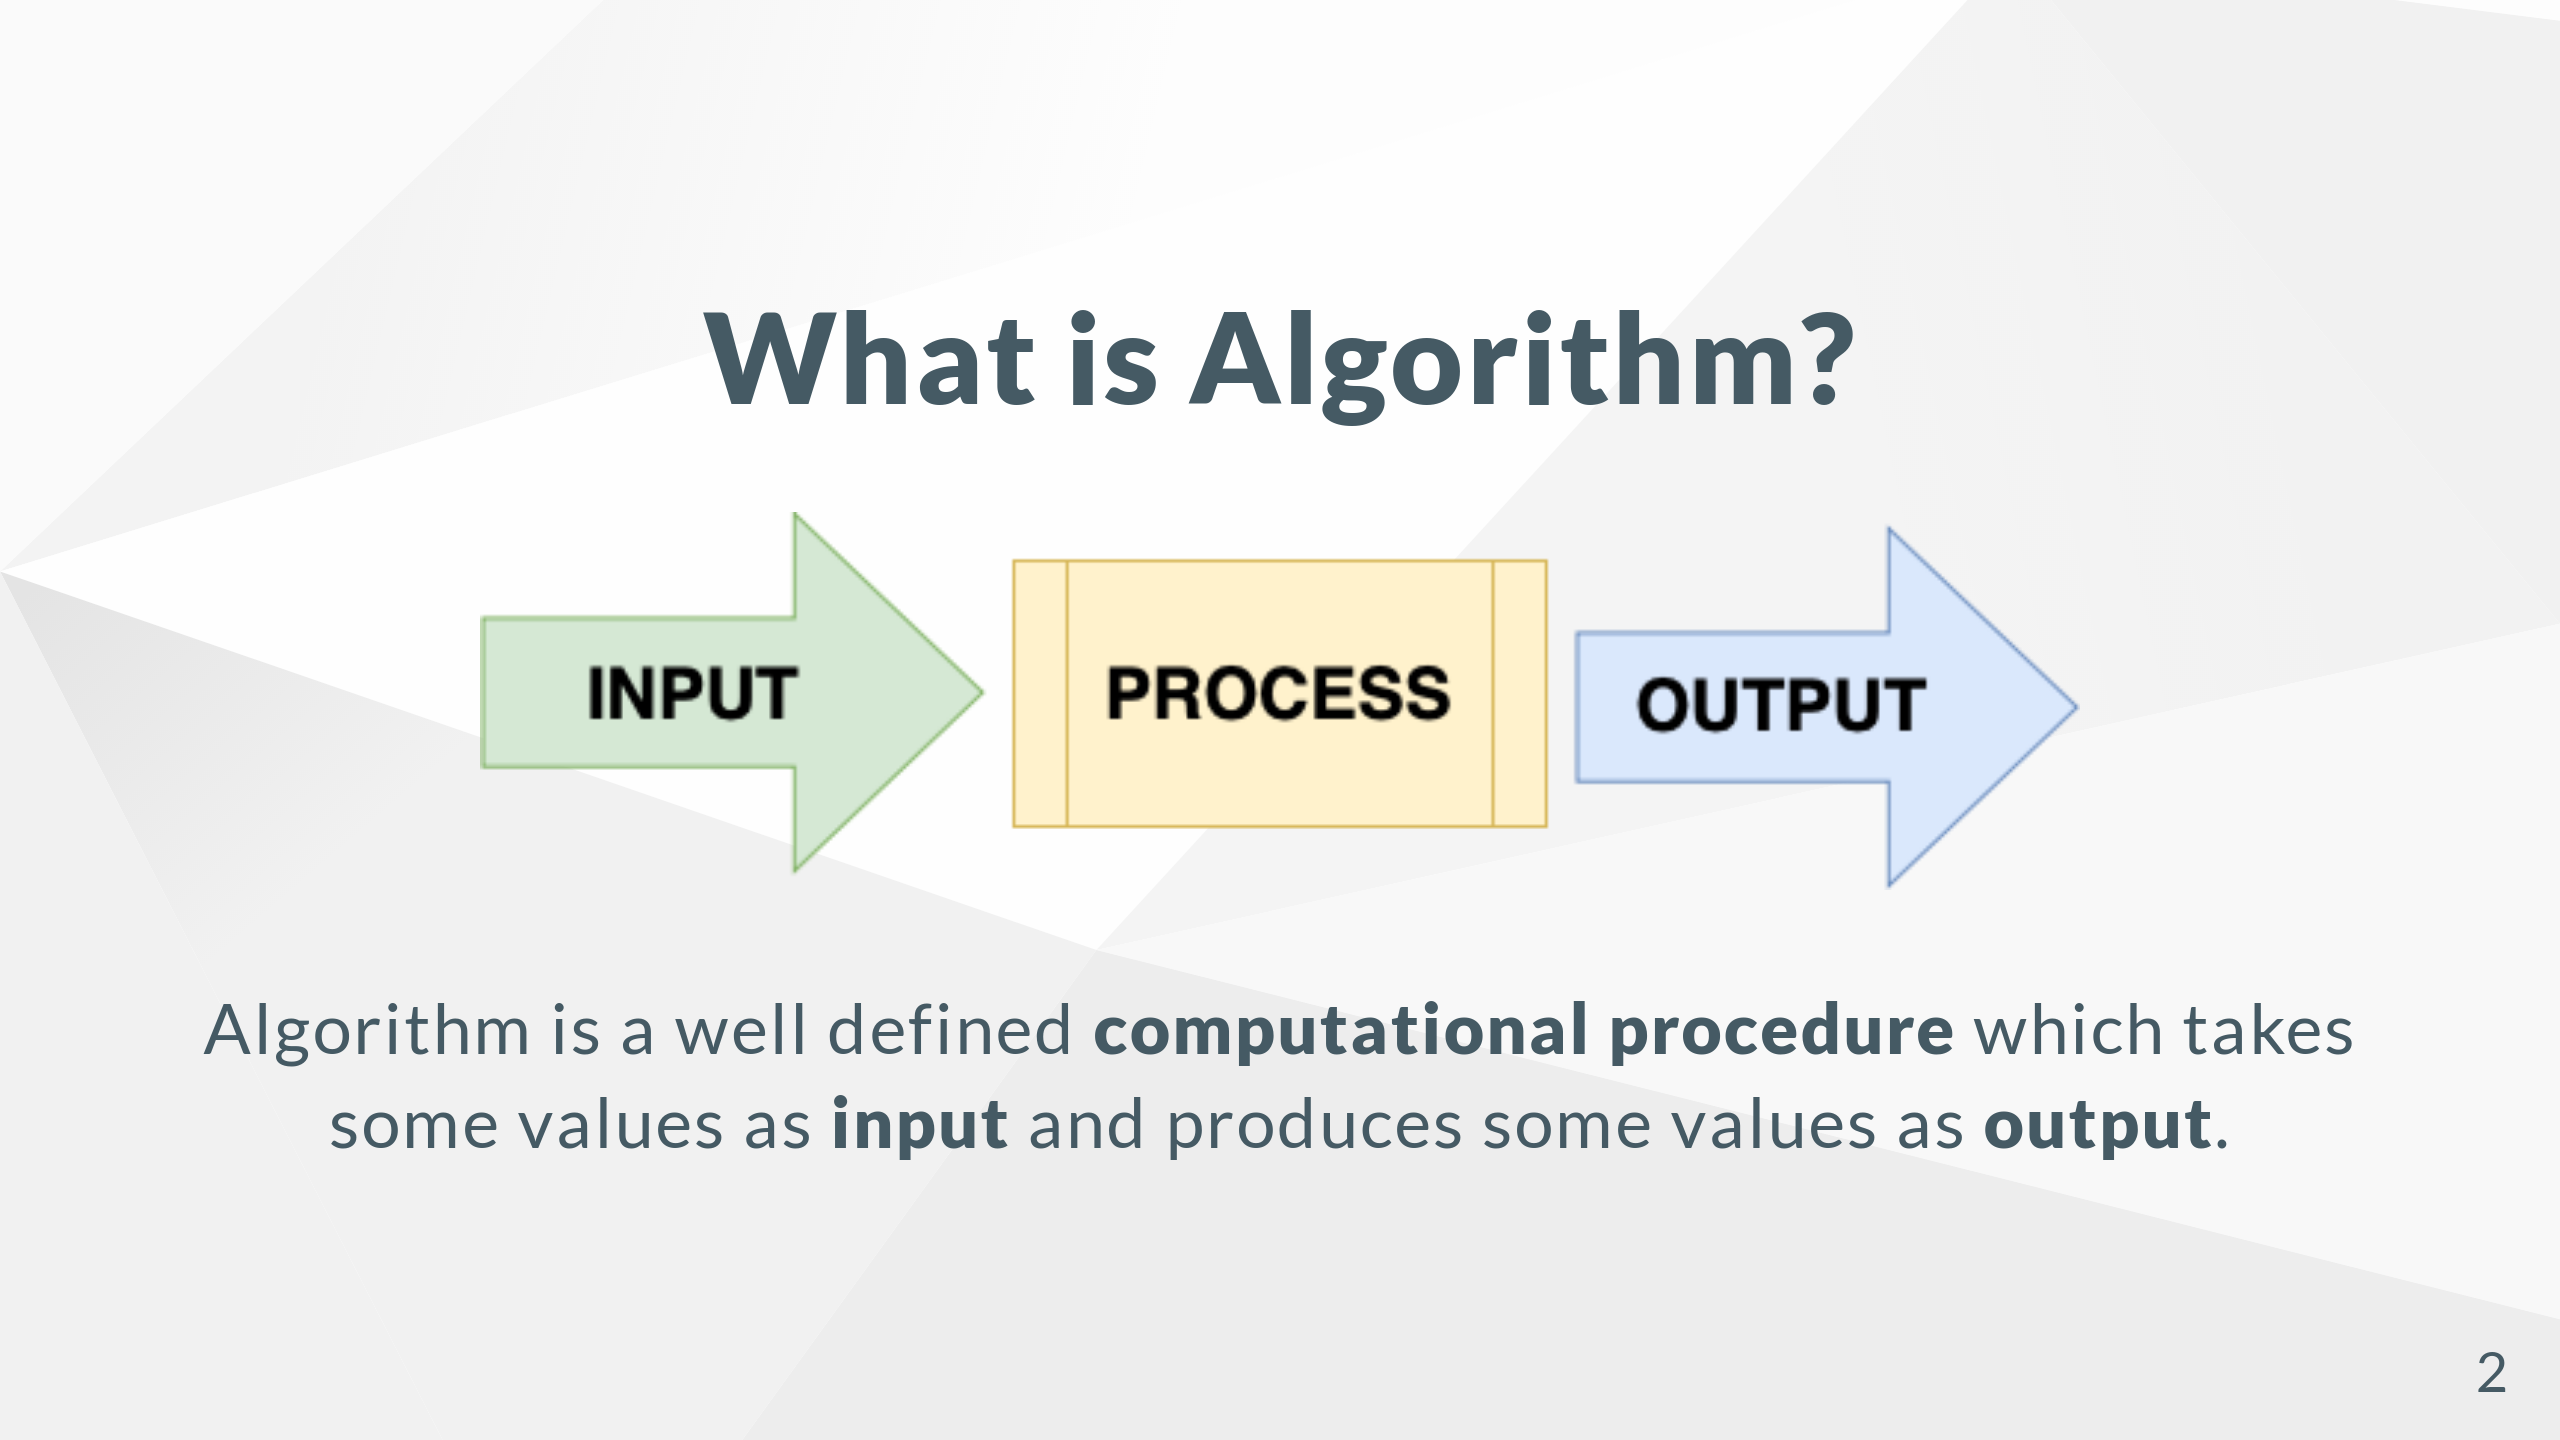 What is Algorithm?
INPUT
PROCESS
OUTPUT
Algorithm is a well defined computational procedure which takes
some values as input and produces some values as output.
2